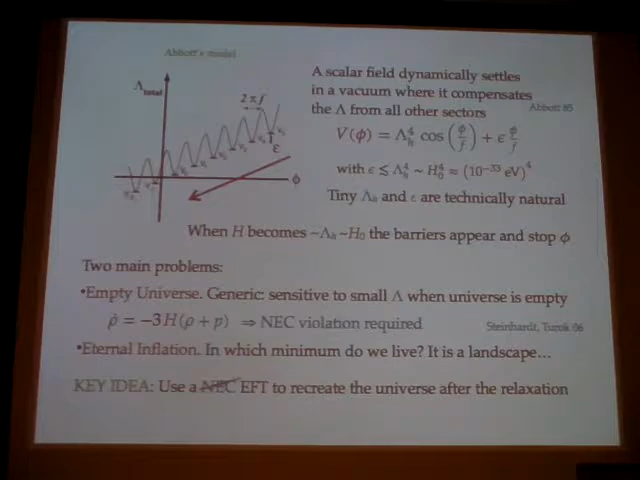 Abbott's model
Λtotal
2πf
ε
ϕ
A scalar field dynamically settles
in a vacuum where it compensates
the Λ from all other sectors
Abbott 85
V(ϕ) = Λ_h^4 cos(ϕ/f) + ε ϕ/f
with ε ≲ Λ_h^4 ~ H_0^4 ≈ (10^-33 eV)^4
Tiny Λ_h and ε are technically natural
When H becomes ~Λ_h ~H_0 the barriers appear and stop ϕ
Two main problems:
•Empty Universe. Generic: sensitive to small Λ when universe is empty
ρ̇ = −3H(ρ + p) ⇒ NEC violation required
Steinhardt, Turok 06
•Eternal Inflation. In which minimum do we live? It is a landscape...
KEY IDEA: Use a NEC EFT to recreate the universe after the relaxation